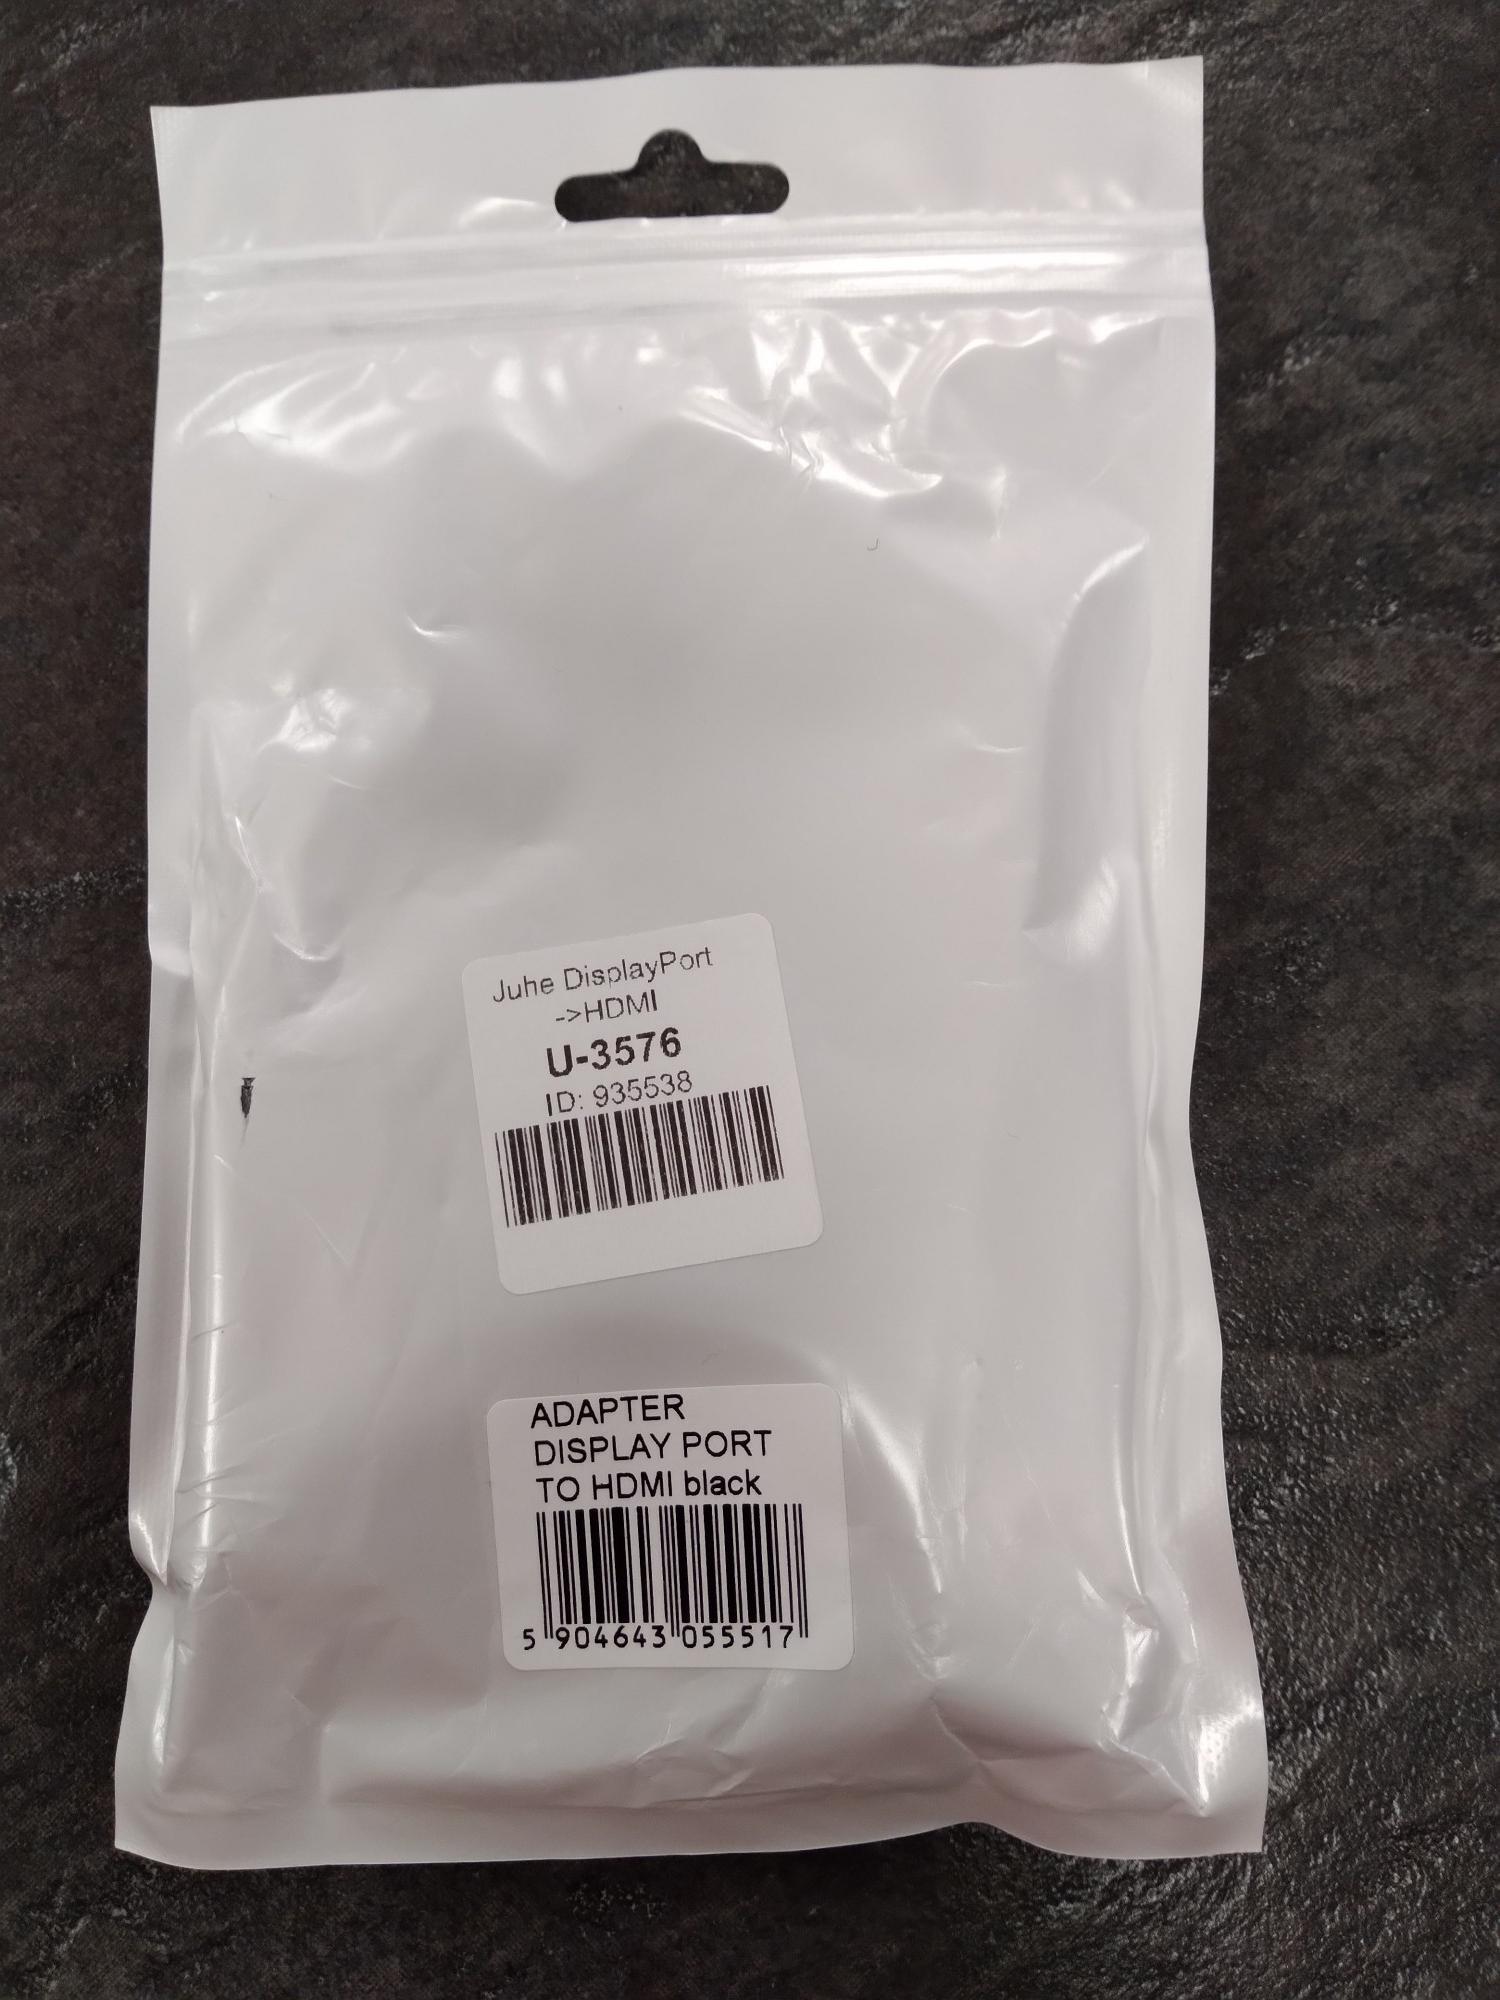 Juhe DisplayPort
->HDMI
U-3576
ID: 935538
ADAPTER
DISPLAY PORT
TO HDMI black
5 904643 055517